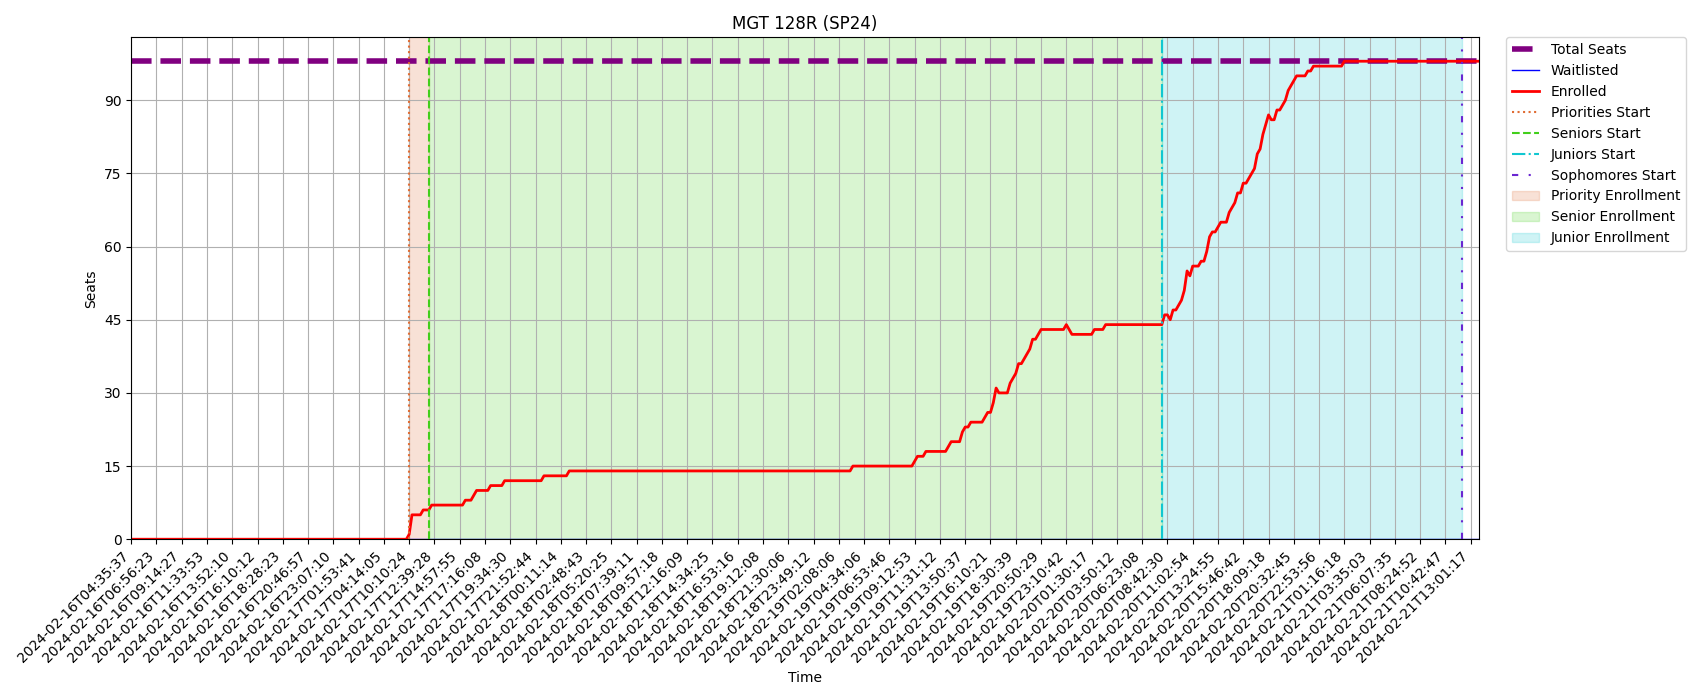 MGT 128R (SP24)
Total Seats
Waitlisted
Enrolled
Priorities Start
Seniors Start
Juniors Start
Sophomores Start
Priority Enrollment
Senior Enrollment
Junior Enrollment
Seats
90
75
60
45
30
15
0
2024-02-16T04:35:37
2024-02-16T06:56:23
2024-02-16T09:14:27
2024-02-16T11:33:53
2024-02-16T13:52:10
2024-02-16T16:10:12
2024-02-16T18:28:23
2024-02-16T20:46:57
2024-02-16T23:07:10
2024-02-17T01:53:41
2024-02-17T04:14:05
2024-02-17T10:10:24
2024-02-17T12:39:28
2024-02-17T14:57:55
2024-02-17T17:16:08
2024-02-17T19:34:30
2024-02-17T21:52:44
2024-02-18T00:11:14
2024-02-18T02:48:43
2024-02-18T05:20:25
2024-02-18T07:39:11
2024-02-18T09:57:18
2024-02-18T12:16:09
2024-02-18T14:34:25
2024-02-18T16:53:16
2024-02-18T19:12:08
2024-02-18T21:30:06
2024-02-18T23:49:12
2024-02-19T02:08:06
2024-02-19T04:34:06
2024-02-19T06:53:46
2024-02-19T09:12:53
2024-02-19T11:31:12
2024-02-19T13:50:37
2024-02-19T16:10:21
2024-02-19T18:30:39
2024-02-19T20:50:29
2024-02-19T23:10:42
2024-02-20T01:30:17
2024-02-20T03:50:12
2024-02-20T06:23:09
2024-02-20T08:42:30
2024-02-20T11:02:54
2024-02-20T13:24:55
2024-02-20T15:46:42
2024-02-20T18:09:18
2024-02-20T20:32:45
2024-02-20T22:53:56
2024-02-21T01:16:18
2024-02-21T03:35:03
2024-02-21T06:07:35
2024-02-21T08:24:52
2024-02-21T10:42:47
2024-02-21T13:01:17
Time